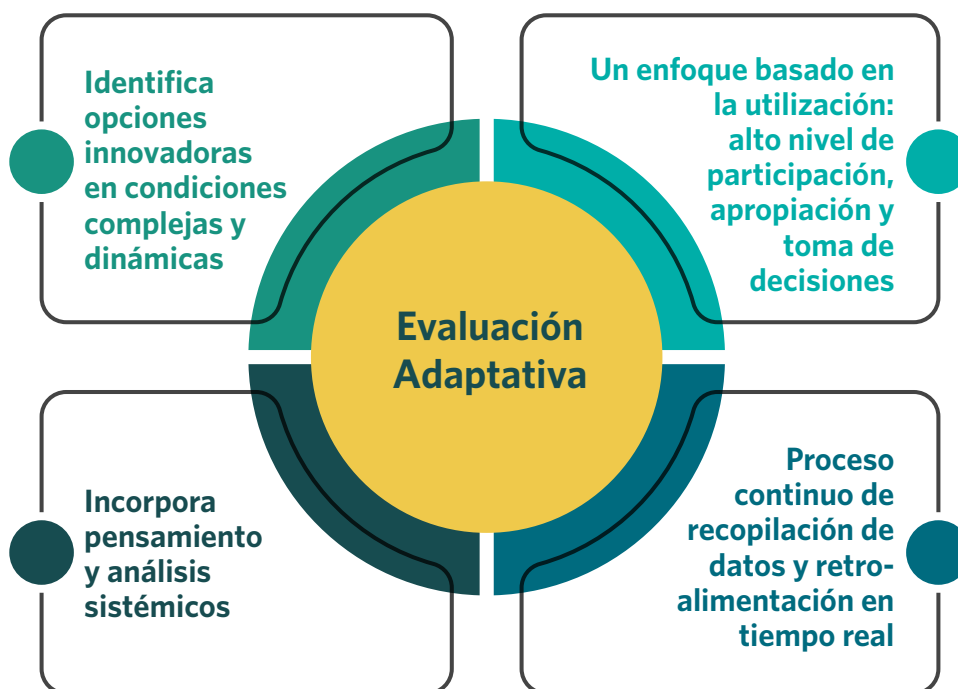 Identifica
opciones
innovadoras
en condiciones
complejas y
dinámicas
Un enfoque basado en
la utilización:
alto nivel de
participación,
apropiación y
toma de
decisiones
Evaluación
Adaptativa
Incorpora
pensamiento
y análisis
sistémicos
Proceso
continuo de
recopilación de
datos y retro-
alimentación en
tiempo real